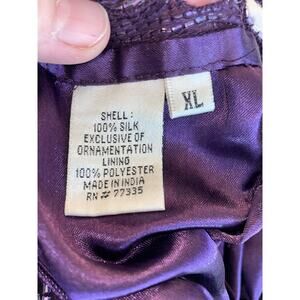 XL
SHELL:
100% SILK
EXCLUSIVE OF
ORNAMENTATION
LINING
100% POLYESTER
MADE IN INDIA
RN # 77335